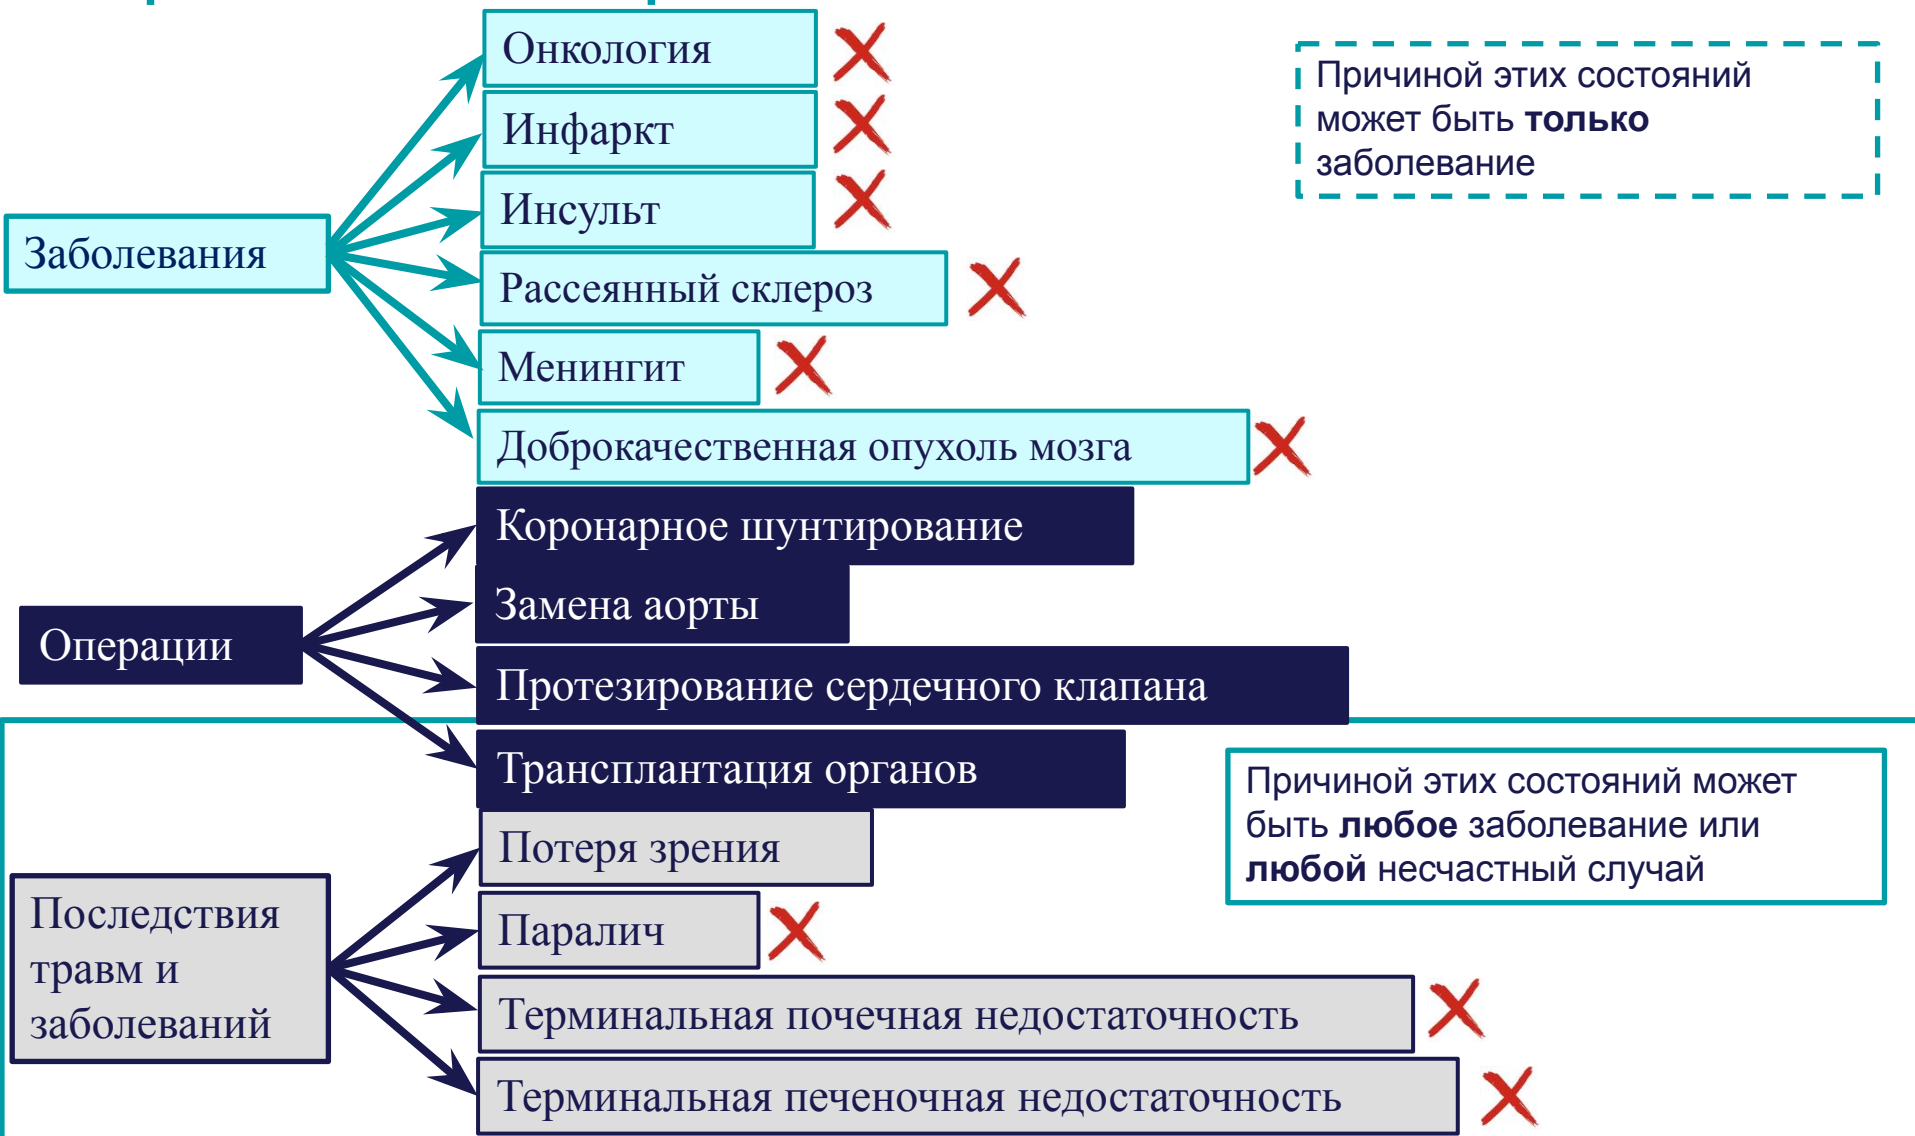 Онкология
Инфаркт
Инсульт
Рассеянный склероз
Менингит
Доброкачественная опухоль мозга
Заболевания
Причиной этих состояний
может быть только
заболевание
Коронарное шунтирование
Замена аорты
Протезирование сердечного клапана
Трансплантация органов
Операции
Причиной этих состояний может
быть любое заболевание или
любой несчастный случай
Потеря зрения
Паралич
Терминальная почечная недостаточность
Терминальная печеночная недостаточность
Последствия
травм и
заболеваний